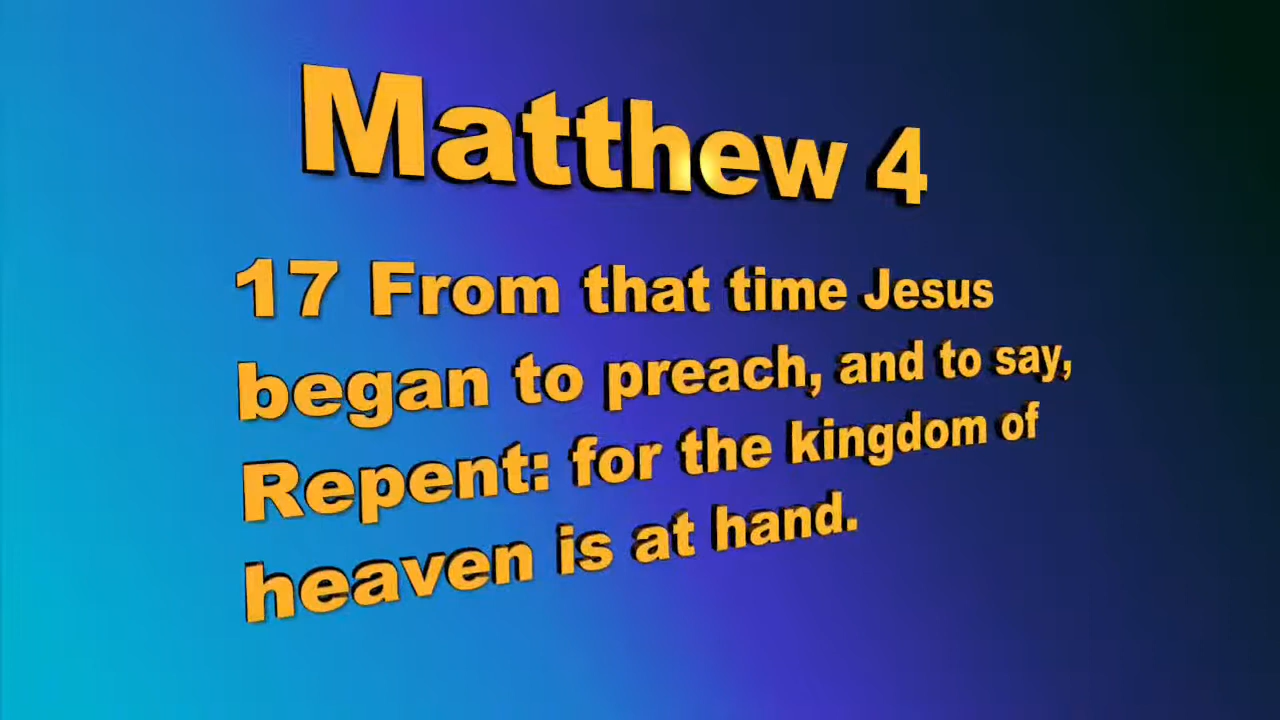 Matthew 4
17 From that time Jesus
began to preach, and to say,
Repent: for the kingdom of
heaven is at hand.